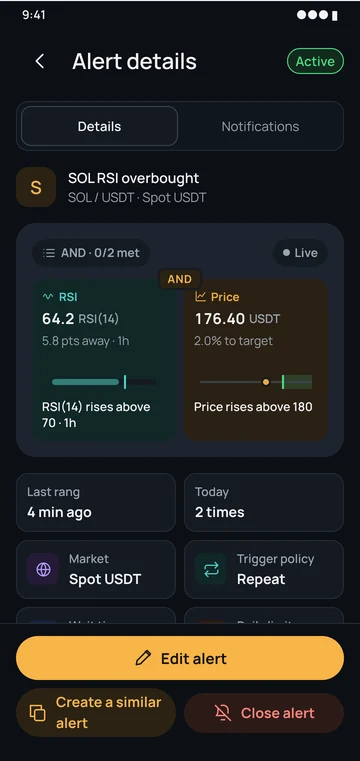 9:41
Alert details
Active
Details
Notifications
S
SOL RSI overbought
SOL / USDT · Spot USDT
AND · 0/2 met
Live
AND
RSI
64.2 RSI(14)
5.8 pts away · 1h
RSI(14) rises above
70 · 1h
Price
176.40 USDT
2.0% to target
Price rises above 180
Last rang
4 min ago
Today
2 times
Market
Spot USDT
Trigger policy
Repeat
Edit alert
Create a similar
alert
Close alert